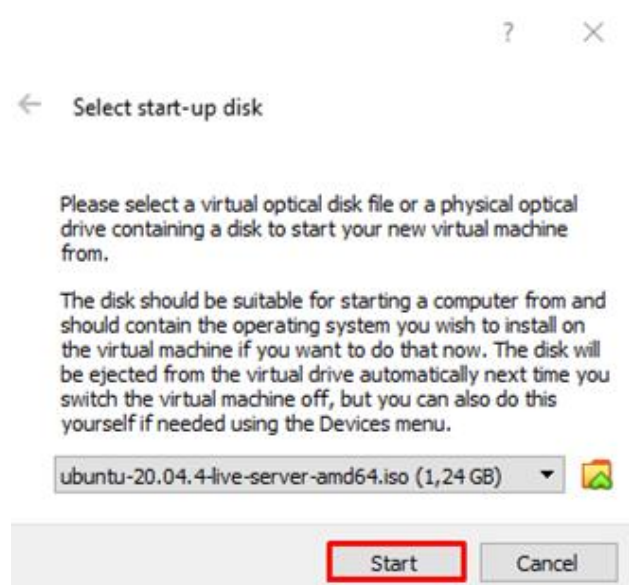 ?
Select start-up disk
Please select a virtual optical disk file or a physical optical
drive containing a disk to start your new virtual machine
from.
The disk should be suitable for starting a computer from and
should contain the operating system you wish to install on
the virtual machine if you want to do that now. The disk will
be ejected from the virtual drive automatically next time you
switch the virtual machine off, but you can also do this
yourself if needed using the Devices menu.
ubuntu-20.04.4-live-server-amd64.iso (1,24 GB)
Start Cancel